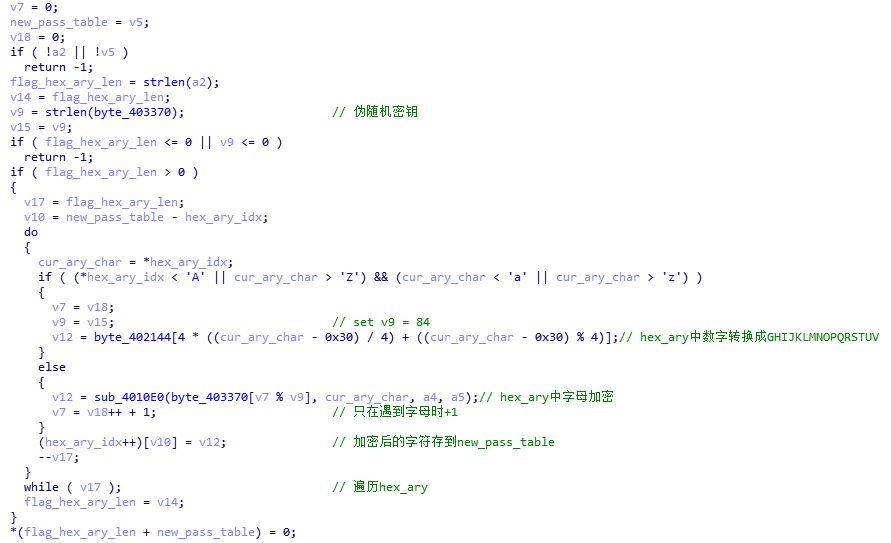 v7 = 0;
new_pass_table = v5;
v18 = 0;
if ( !a2 || !v5 )
return -1;
flag_hex_ary_len = strlen(a2);
v14 = flag_hex_ary_len;
v9 = strlen(byte_403370); // 伪随机密钥
v15 = v9;
if ( flag_hex_ary_len <= 0 || v9 <= 0 )
return -1;
if ( flag_hex_ary_len > 0 )
{
v17 = flag_hex_ary_len;
v10 = new_pass_table - hex_ary_idx;
do
{
cur_ary_char = *hex_ary_idx;
if ( (*hex_ary_idx < 'A' || cur_ary_char > 'Z') && (cur_ary_char < 'a' || cur_ary_char > 'z') )
{
v7 = v18;
v9 = v15; // set v9 = 84
v12 = byte_402144[4 * ((cur_ary_char - 0x30) / 4) + ((cur_ary_char - 0x30) % 4)];// hex_ary中数字转换成GHIJKLMNOPQRSTUV
}
else
{
v12 = sub_4010E0(byte_403370[v7 % v9], cur_ary_char, a4, a5);// hex_ary中字母加密
v7 = v18++ + 1; // 只在遇到字母时+1
}
(hex_ary_idx++)[v10] = v12; // 加密后的字符存到new_pass_table
--v17;
}
while ( v17 ); // 遍历hex_ary
flag_hex_ary_len = v14;
}
*(flag_hex_ary_len + new_pass_table) = 0;